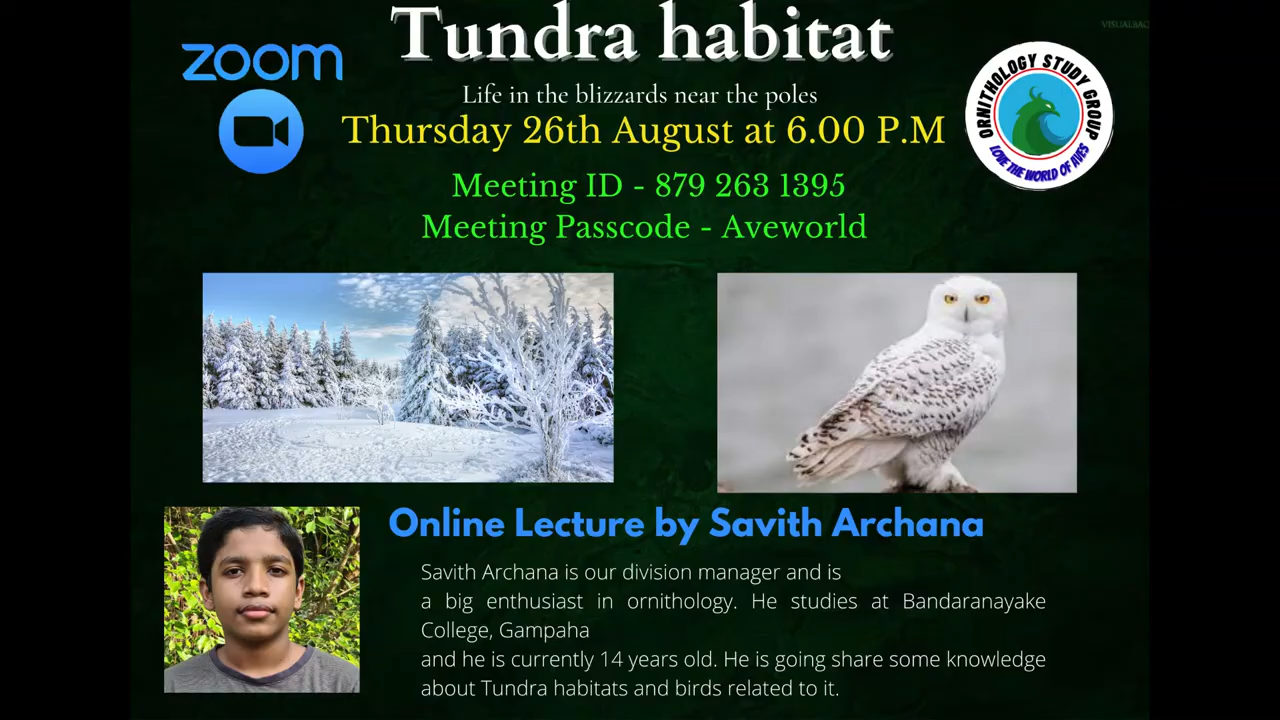 VISUALBAC
Tundra habitat
zoom
Life in the blizzards near the poles
Thursday 26th August at 6.00 P.M
ORNITHOLOGY STUDY GROUP
LOVE THE WORLD OF AVES
Meeting ID - 879 263 1395
Meeting Passcode - Aveworld
Online Lecture by Savith Archana
Savith Archana is our division manager and is
a big enthusiast in ornithology. He studies at Bandaranayake
College, Gampaha
and he is currently 14 years old. He is going share some knowledge
about Tundra habitats and birds related to it.